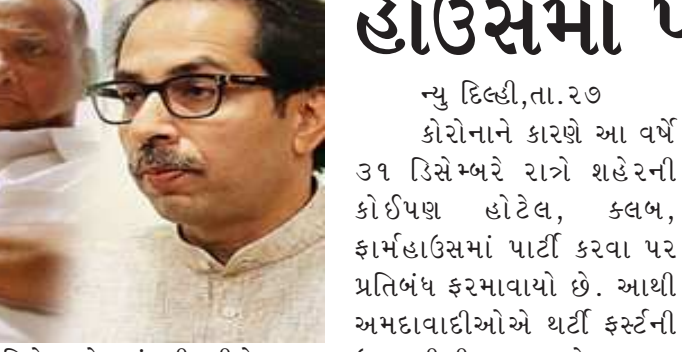 હાઉસમાં
ન્યુ દિલ્હી,તા.૨૭
કોરોનાને કારણે આ વર્ષે
૩૧ ડિસેમ્બરે રાત્રે શહેરની
કોઈપણ હોટેલ, ક્લબ,
ફાર્મહાઉસમાં પાર્ટી કરવા પર
પ્રતિબંધ ફરમાવાયો છે. આથી
અમદાવાદીઓએ થર્ટી ફર્સ્ટની